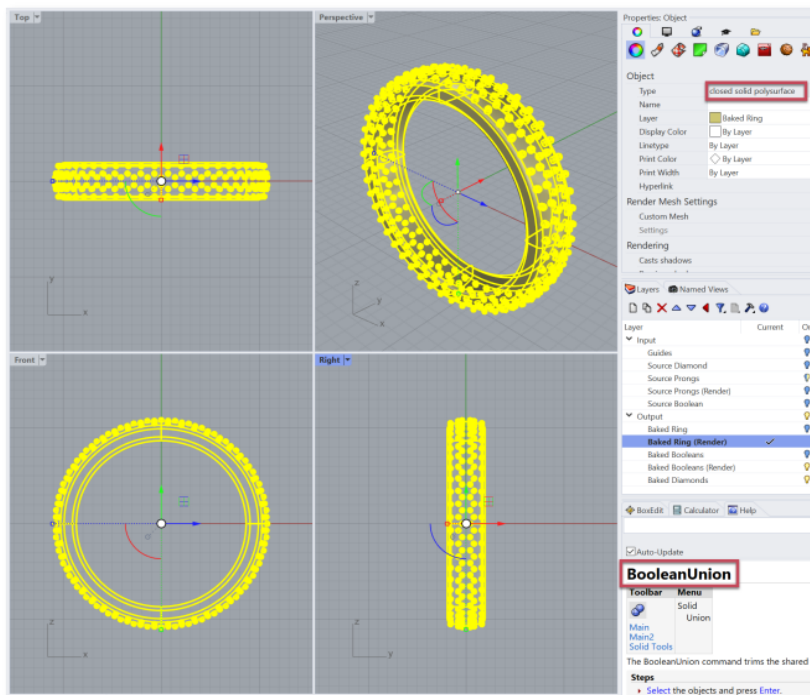 Top
Perspective
y
x
z
y
x
Front
Right
z
x
z
y
Properties: Object
Object
Type closed solid polysurface
Name
Layer Baked Ring
Display Color By Layer
Linetype By Layer
Print Color By Layer
Print Width By Layer
Hyperlink
Render Mesh Settings
Custom Mesh
Settings
Rendering
Casts shadows
Layers Named Views
Layer Current
Input
Guides
Source Diamond
Source Prongs
Source Prongs (Render)
Source Boolean
Output
Baked Ring
Baked Ring (Render)
Baked Booleans
Baked Booleans (Render)
Baked Diamonds
BoxEdit Calculator Help
Auto-Update
BooleanUnion
Toolbar Menu
Solid
Union
Main
Main2
Solid Tools
The BooleanUnion command trims the shared
Steps
Select the objects and press Enter.